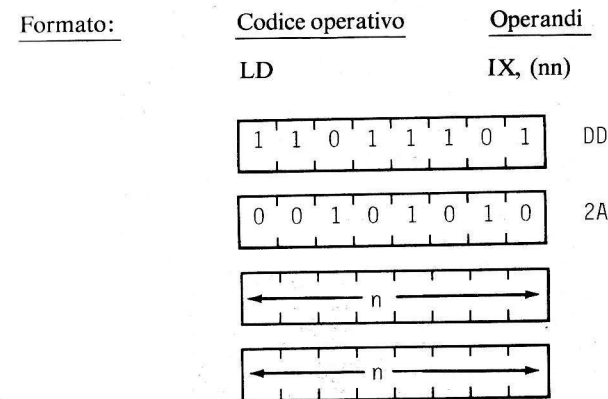 Formato: Codice operativo Operandi
LD IX, (nn)
1 1 0 1 1 1 0 1 DD
0 0 1 0 1 0 1 0 2A
n
n